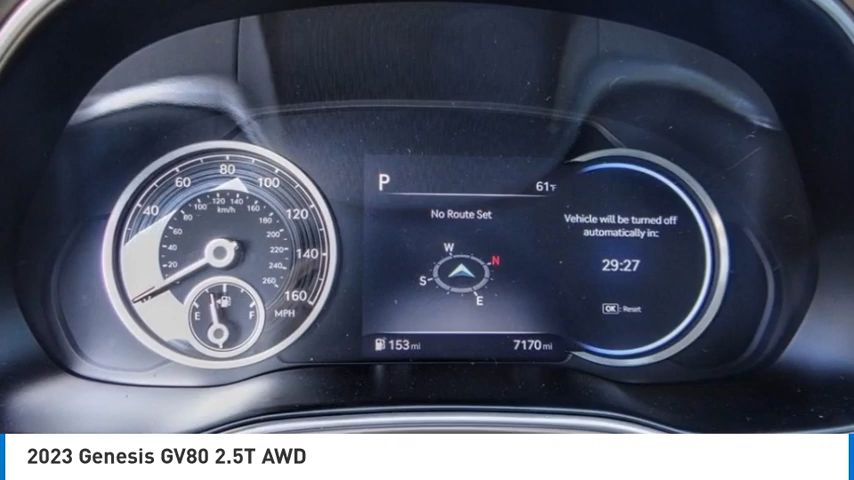 80
60 100
40 120
140
160
MPH
120 140
100 160
km/h
80 180
60 200
40 220
20 240
260
E F
P 61°F
No Route Set
W N
S E
153 mi 7170 mi
Vehicle will be turned off
automatically in:
29:27
OK : Reset
2023 Genesis GV80 2.5T AWD